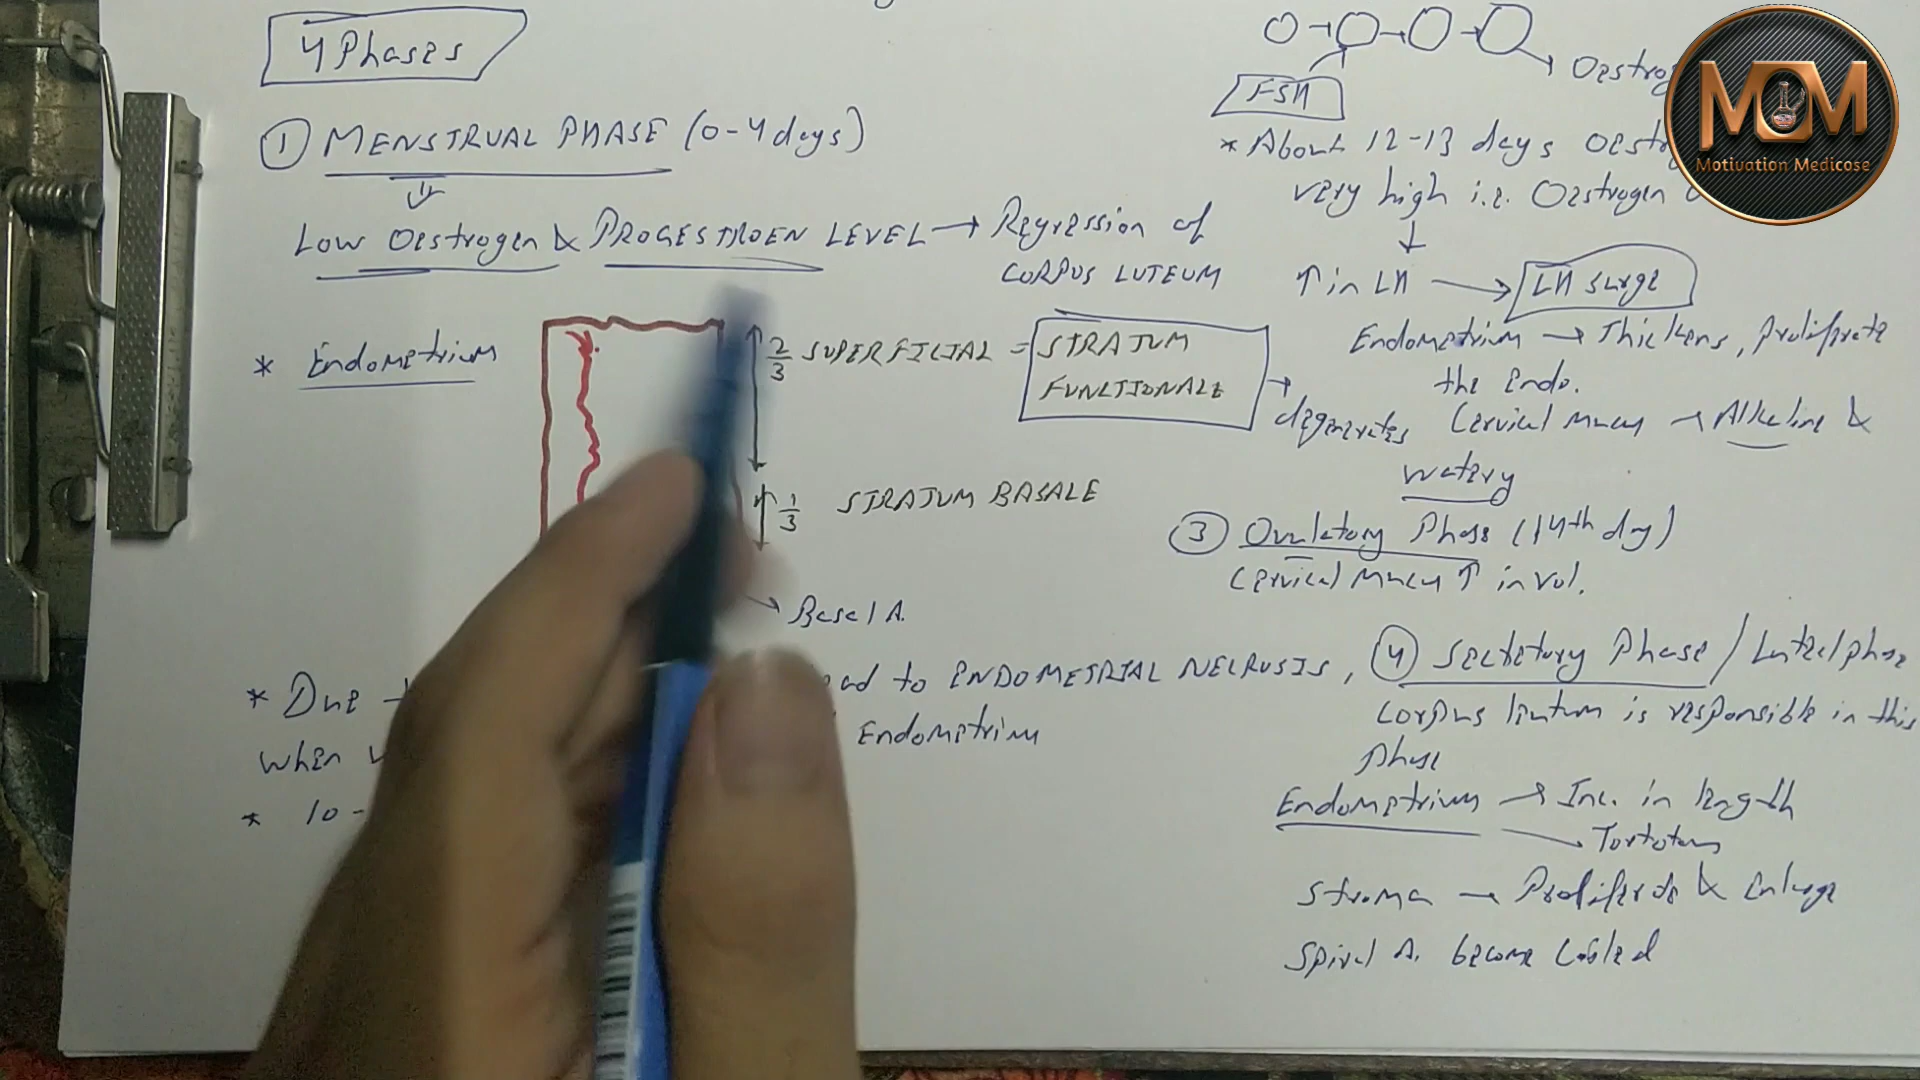 4 Phases
① MENSTRUAL PHASE (0-4 days)
Low Oestrogen & PROGESTROEN LEVEL → Regression of
CORPUS LUTEUM
* Endometrium
2/3 SUPERFICIAL = STRATUM
FUNCTIONALE
→ degenerates
1/3 STRATUM BASALE
Basal A.
* Due
ad to ENDOMETRIAL NECROSIS,
when
Endometrium
* 10-
FSH
Oestrog
* About 12-13 days Oestr
very high i.e. Oestrogen
↑ in LH → LH surge
Endometrium → Thickens, Prolifrate
the Endo.
Cervical mucus → Alkaline &
watery
③ Ovulatory Phase (14th day)
Cervical mucus ↑ in vol.
④ Secretory Phase / Luteal phase
Corpus luteum is responsible in this
Phase
Endometrium → Inc. in length
→ Tortotous
Stroma → Proliferate & Enlarge
Spiral A. become Coiled
MOM
Motivation Medicose